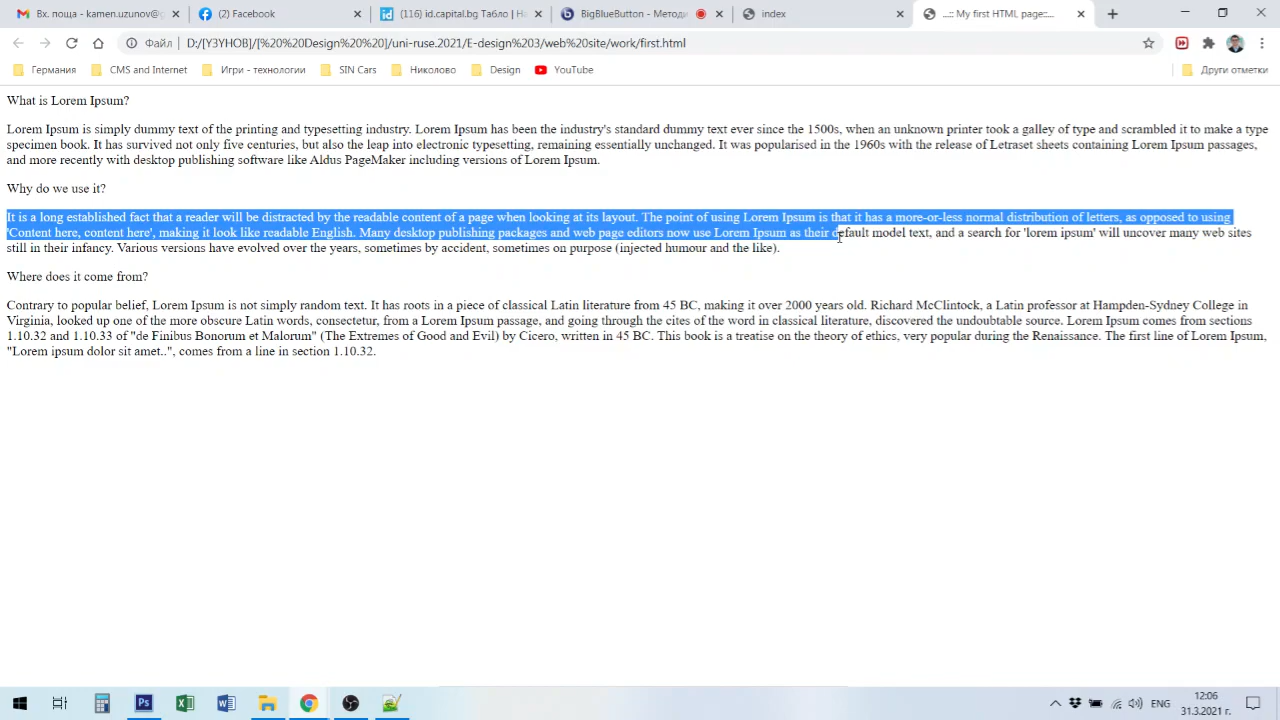 Вх. поща - kamen.uzunov@g
(2) Facebook
(116) id.capital.bg Табло | На
BigBlueButton - Методи
index
...:: My first HTML page::...
Файл
D:/[УЗУНОВ]/[%20%20Design%20%20]/uni-ruse.2021/E-design%203/web%20site/work/first.html
Германия
CMS and Internet
Игри - технологии
SIN Cars
Николово
Design
YouTube
Други отметки
What is Lorem Ipsum?
Lorem Ipsum is simply dummy text of the printing and typesetting industry. Lorem Ipsum has been the industry's standard dummy text ever since the 1500s, when an unknown printer took a galley of type and scrambled it to make a type
specimen book. It has survived not only five centuries, but also the leap into electronic typesetting, remaining essentially unchanged. It was popularised in the 1960s with the release of Letraset sheets containing Lorem Ipsum passages,
and more recently with desktop publishing software like Aldus PageMaker including versions of Lorem Ipsum.
Why do we use it?
It is a long established fact that a reader will be distracted by the readable content of a page when looking at its layout. The point of using Lorem Ipsum is that it has a more-or-less normal distribution of letters, as opposed to using
'Content here, content here', making it look like readable English. Many desktop publishing packages and web page editors now use Lorem Ipsum as their default model text, and a search for 'lorem ipsum' will uncover many web sites
still in their infancy. Various versions have evolved over the years, sometimes by accident, sometimes on purpose (injected humour and the like).
Where does it come from?
Contrary to popular belief, Lorem Ipsum is not simply random text. It has roots in a piece of classical Latin literature from 45 BC, making it over 2000 years old. Richard McClintock, a Latin professor at Hampden-Sydney College in
Virginia, looked up one of the more obscure Latin words, consectetur, from a Lorem Ipsum passage, and going through the cites of the word in classical literature, discovered the undoubtable source. Lorem Ipsum comes from sections
1.10.32 and 1.10.33 of "de Finibus Bonorum et Malorum" (The Extremes of Good and Evil) by Cicero, written in 45 BC. This book is a treatise on the theory of ethics, very popular during the Renaissance. The first line of Lorem Ipsum,
"Lorem ipsum dolor sit amet..", comes from a line in section 1.10.32.
ENG
12:06
31.3.2021 г.